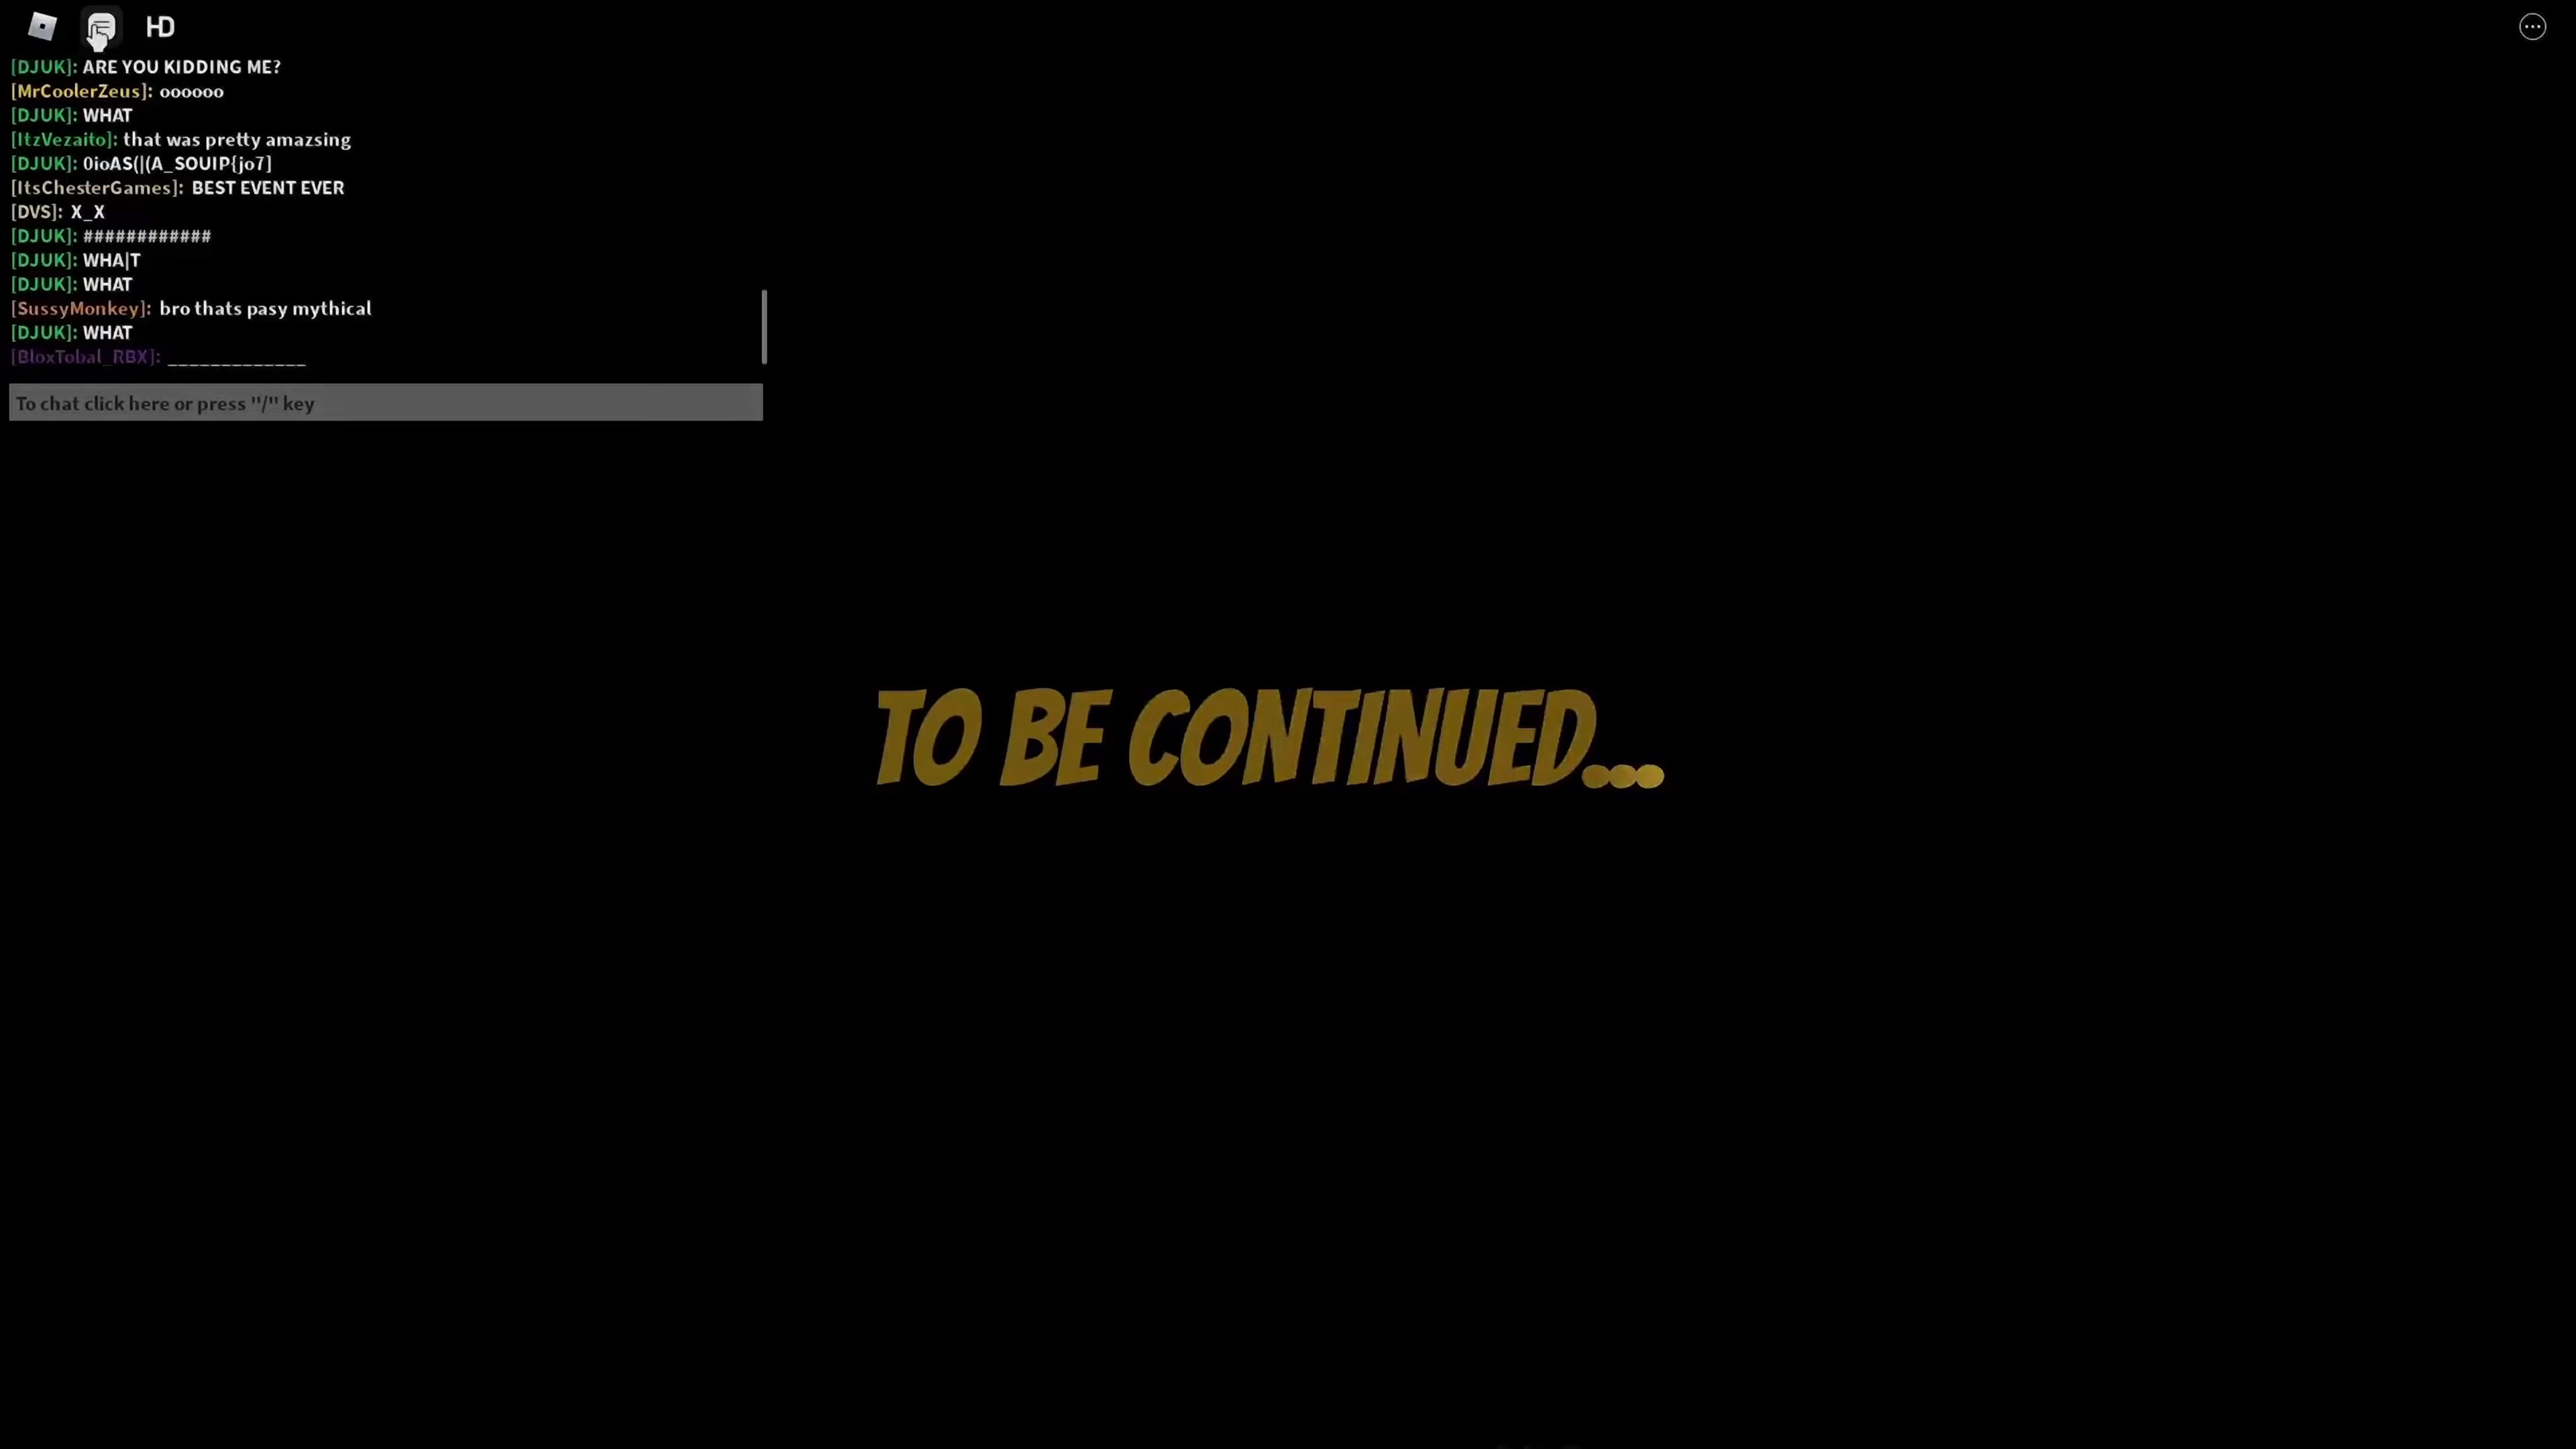 HD
[DJUK]: ARE YOU KIDDING ME?
[MrCoolerZeus]: oooooo
[DJUK]: WHAT
[ItzVezaito]: that was pretty amazsing
[DJUK]: 0ioAS(|(A_SOUIP{jo7]
[ItsChesterGames]: BEST EVENT EVER
[DVS]: X_X
[DJUK]: ############
[DJUK]: WHA|T
[DJUK]: WHAT
[SussyMonkey]: bro thats pasy mythical
[DJUK]: WHAT
[BloxTobal_RBX]: _____________
To chat click here or press "/" key
TO BE CONTINUED...